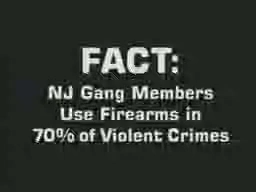 FACT:
NJ Gang Members
Use Firearms in
70% of Violent Crimes